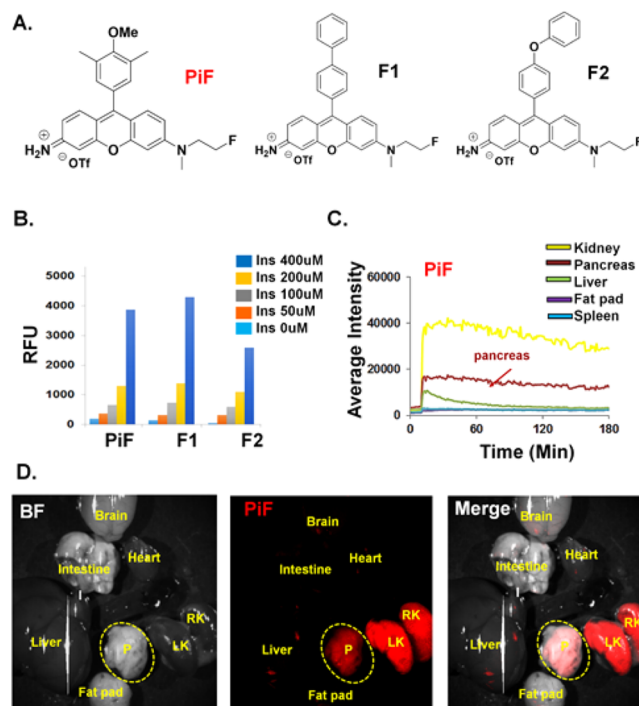 A.
OMe
PiF
H₂N
⊕
⊖OTf
O
N
F
F1
H₂N
⊕
⊖OTf
O
N
F
O
F2
H₂N
⊕
⊖OTf
O
N
F
B.
Ins 400uM
Ins 200uM
Ins 100uM
Ins 50uM
Ins 0uM
RFU
5000
4000
3000
2000
1000
0
PiF
F1
F2
C.
PiF
Kidney
Pancreas
Liver
Fat pad
Spleen
Average Intensity
60000
40000
20000
0
pancreas
0
60
120
180
Time (Min)
D.
BF
Brain
Heart
Intestine
RK
Liver
P
LK
Fat pad
PiF
Brain
Heart
Intestine
RK
Liver
P
LK
Fat pad
Merge
Brain
Heart
Intestine
RK
Liver
P
LK
Fat pad